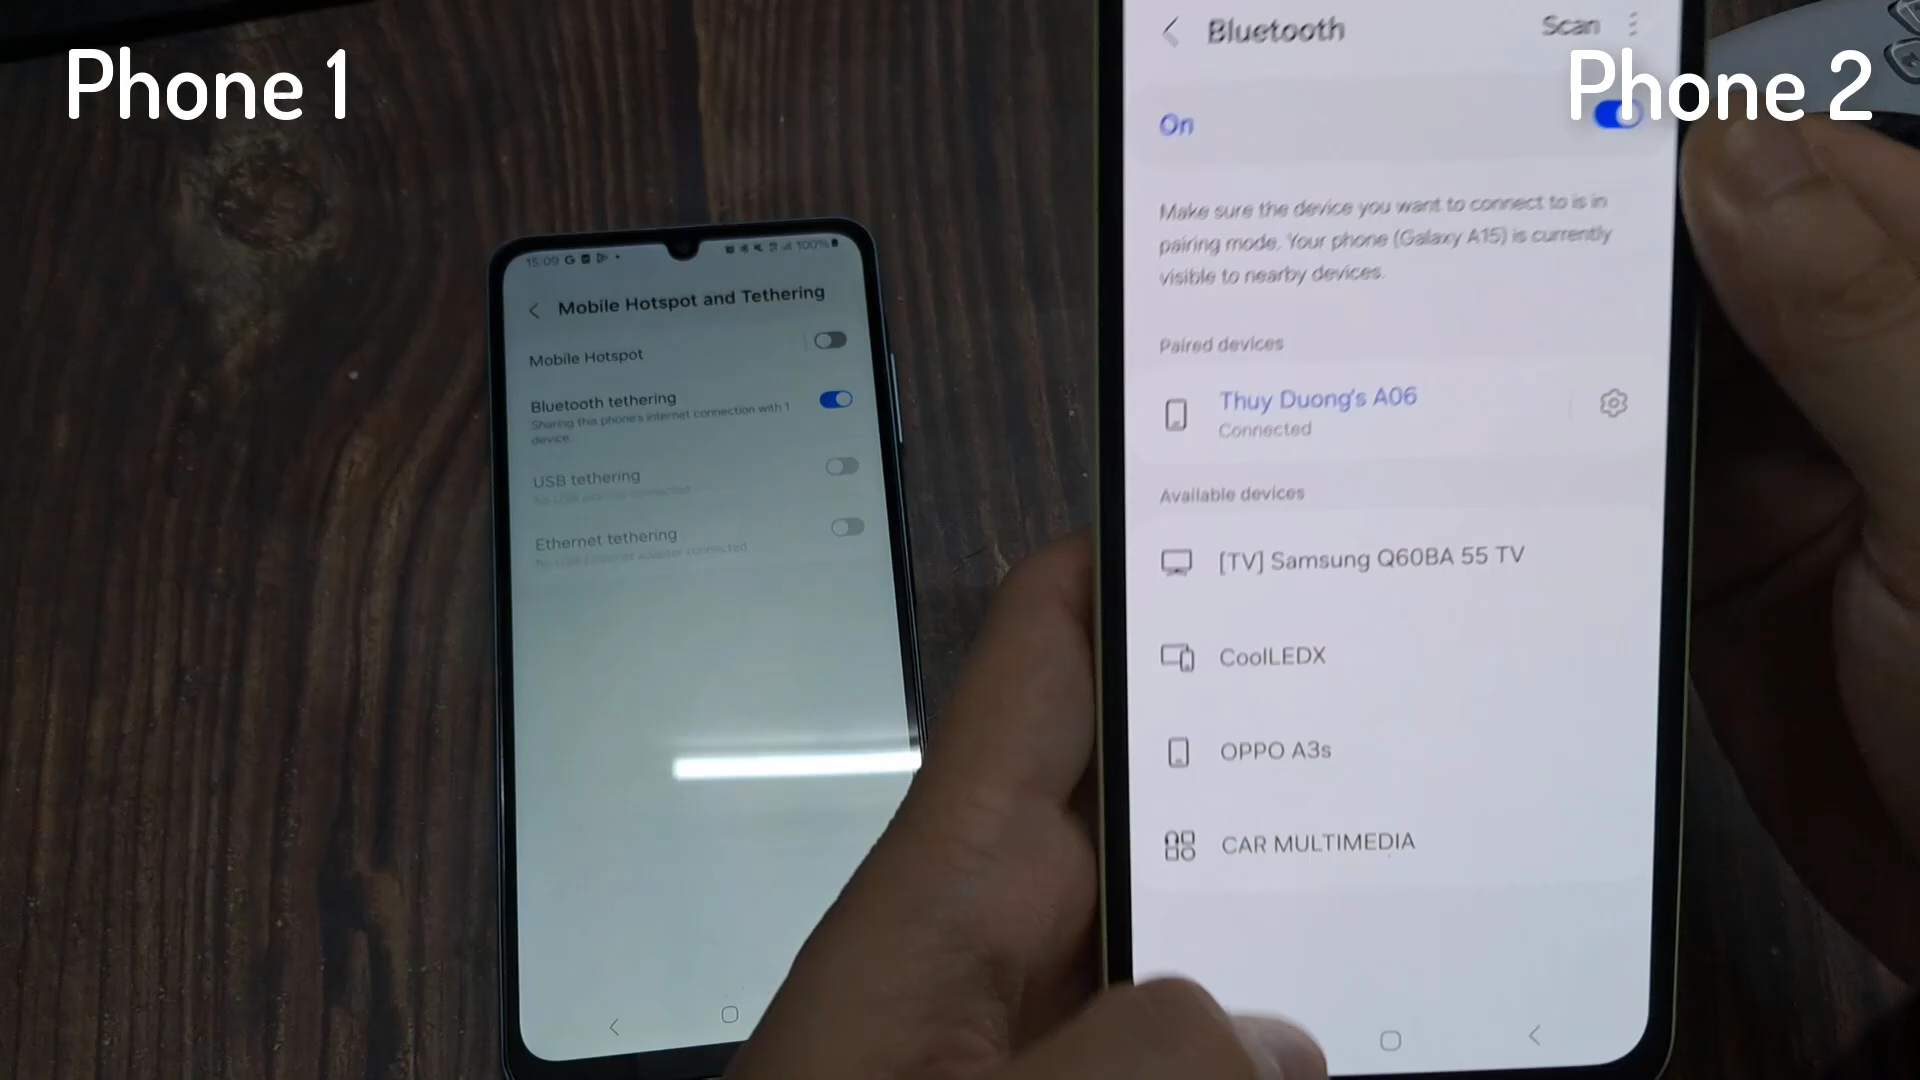 Phone 1
Phone 2
15:09
100%
Mobile Hotspot and Tethering
Mobile Hotspot
Bluetooth tethering
Sharing this phone's internet connection with 1
device.
USB tethering
Ethernet tethering
Bluetooth
Scan
On
Make sure the device you want to connect to is in
pairing mode. Your phone (Galaxy A15) is currently
visible to nearby devices.
Paired devices
Thuy Duong's A06
Connected
Available devices
[TV] Samsung Q60BA 55 TV
CoolLEDX
OPPO A3s
CAR MULTIMEDIA